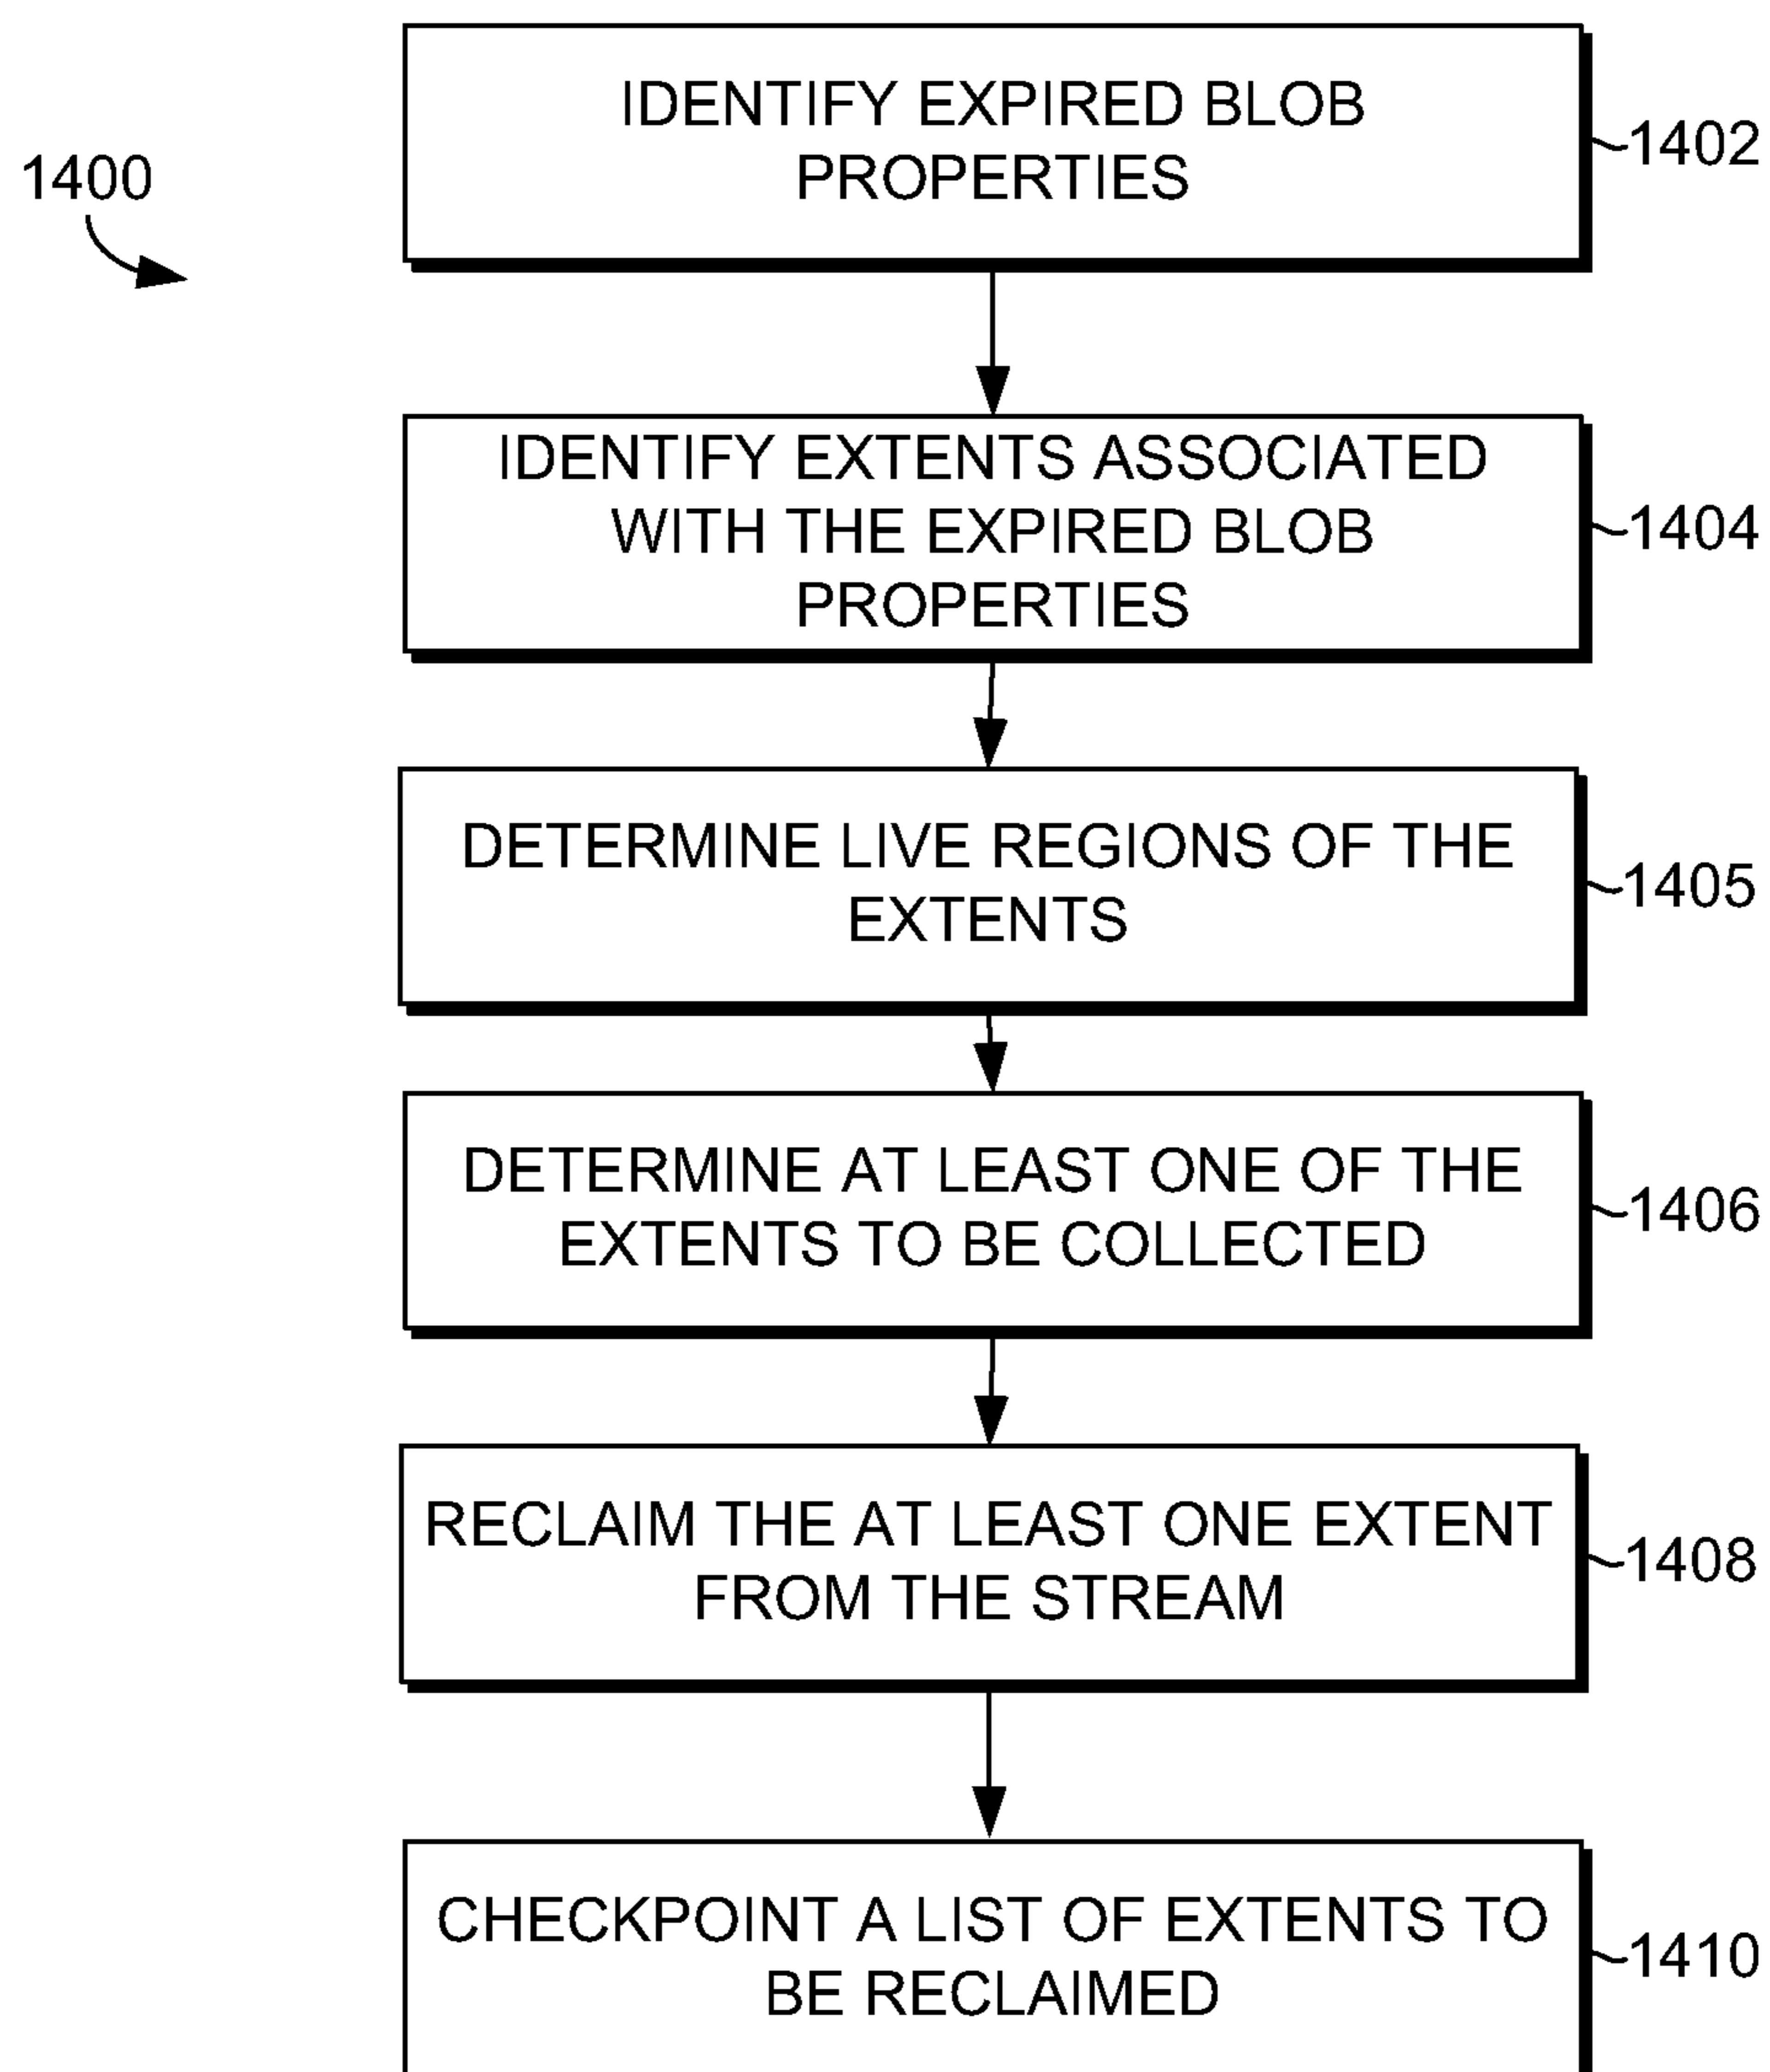 1400
IDENTIFY EXPIRED BLOB
PROPERTIES
1402
IDENTIFY EXTENTS ASSOCIATED
WITH THE EXPIRED BLOB
PROPERTIES
1404
DETERMINE LIVE REGIONS OF THE
EXTENTS
1405
DETERMINE AT LEAST ONE OF THE
EXTENTS TO BE COLLECTED
1406
RECLAIM THE AT LEAST ONE EXTENT
FROM THE STREAM
1408
CHECKPOINT A LIST OF EXTENTS TO
BE RECLAIMED
1410